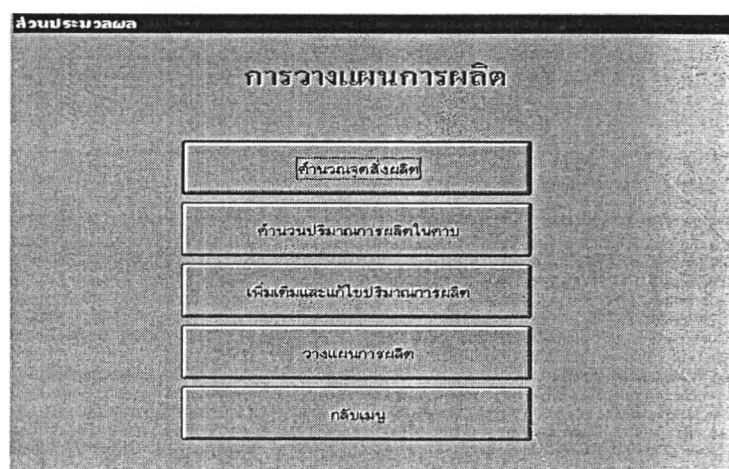 ส่วนประมวลผล
การวางแผนการผลิต
คำนวณจุดสั่งผลิต
คำนวนปริมาณการผลิตในคาบ
เพิ่มเติมและแก้ไขปริมาณการผลิต
วางแผนการผลิต
กลับเมนู